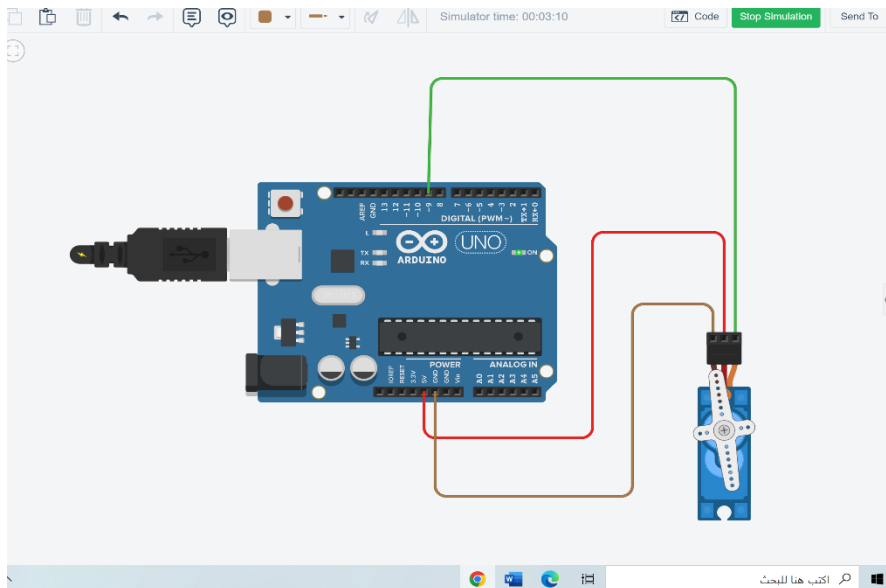 Simulator time: 00:03:10
Code
Stop Simulation
Send To
AREF
GND
13
12
~11
~10
~9
8
7
~6
~5
4
~3
2
TX→1
RX←0
DIGITAL (PWM~)
L
TX
RX
ARDUINO
UNO
ON
POWER
ANALOG IN
IOREF
RESET
3.3V
5V
GND
GND
Vin
A0
A1
A2
A3
A4
A5
اكتب هنا للبحث